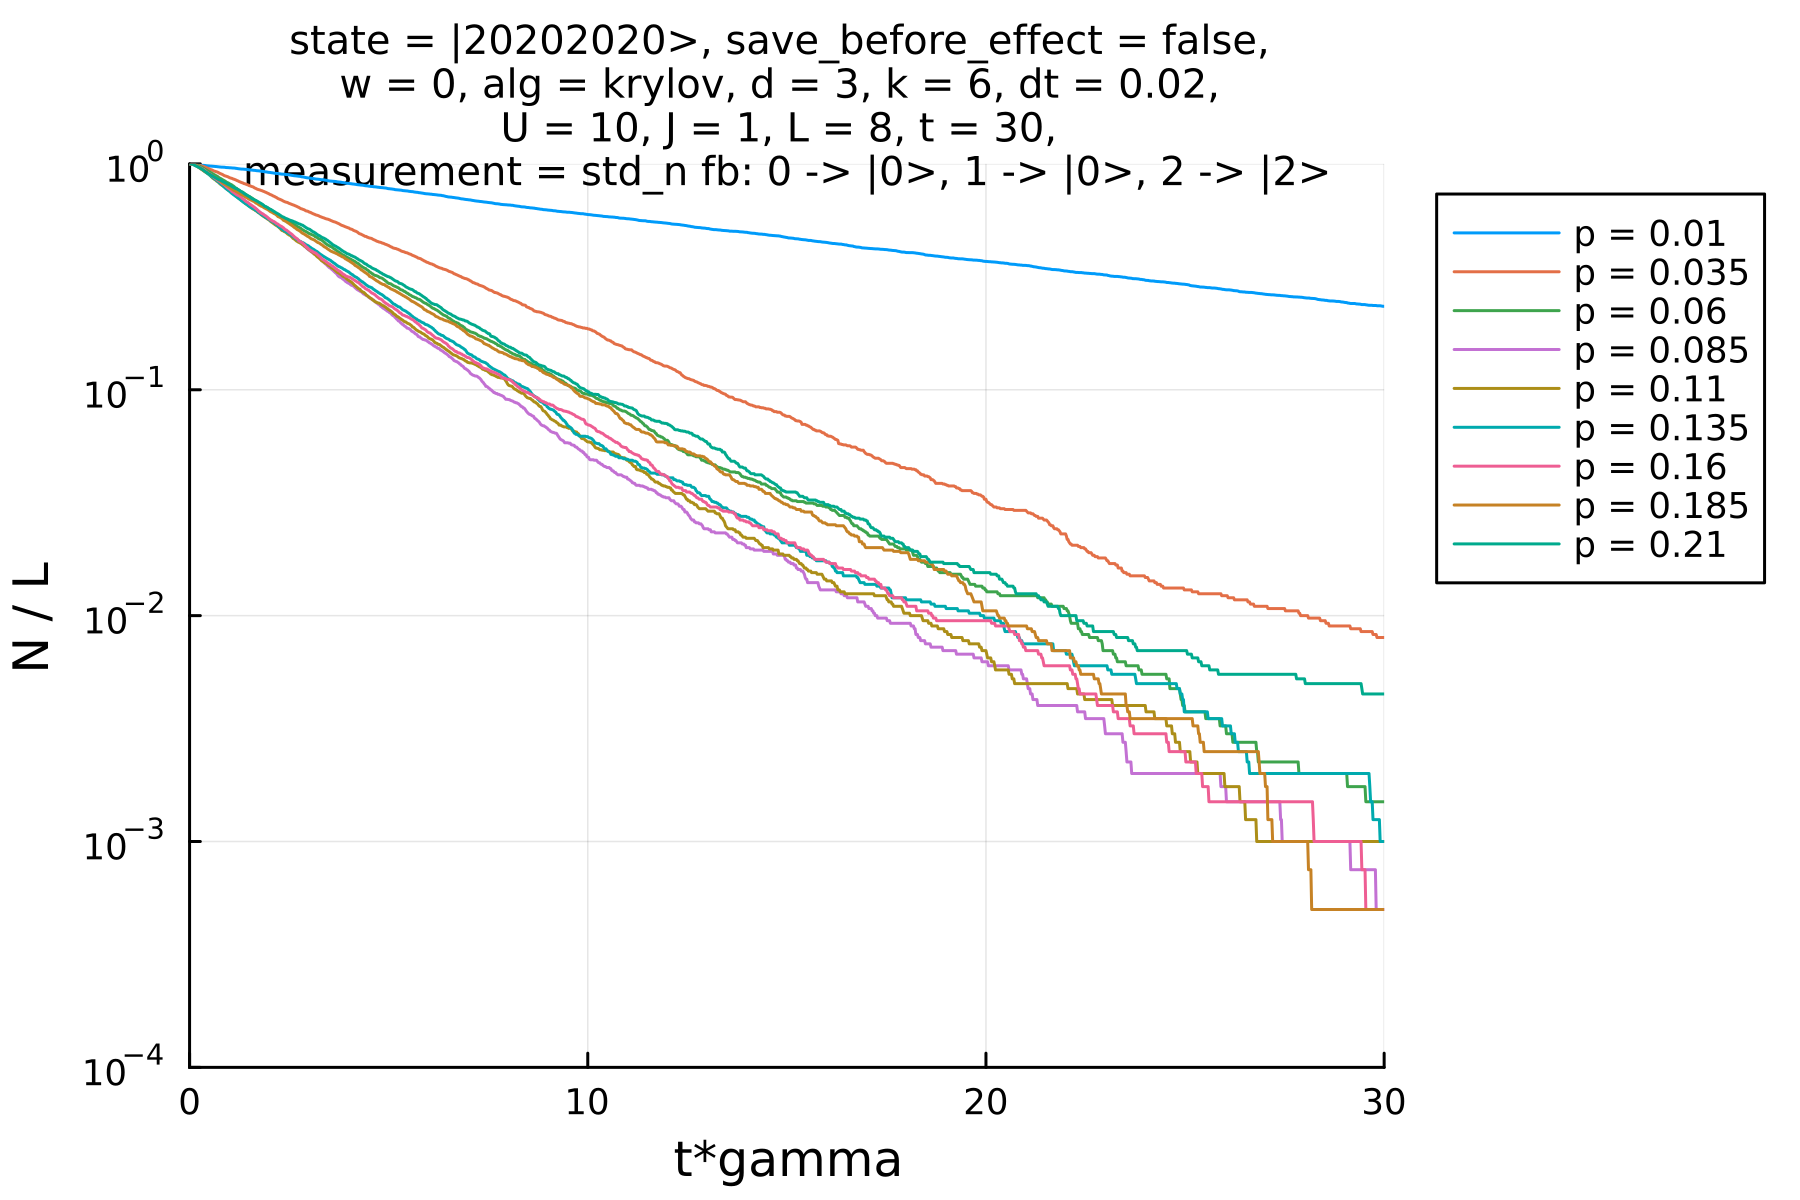 state = |20202020>, save_before_effect = false,
w = 0, alg = krylov, d = 3, k = 6, dt = 0.02,
U = 10, J = 1, L = 8, t = 30,
measurement = std_n fb: 0 -> |0>, 1 -> |0>, 2 -> |2>
10⁰
10⁻¹
10⁻²
10⁻³
10⁻⁴
N / L
0
10
20
30
t*gamma
p = 0.01
p = 0.035
p = 0.06
p = 0.085
p = 0.11
p = 0.135
p = 0.16
p = 0.185
p = 0.21